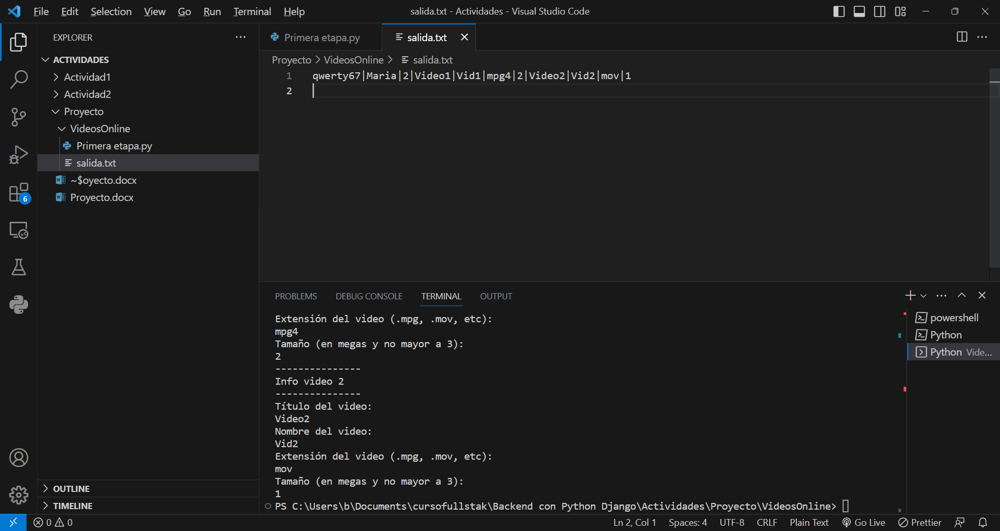 File Edit Selection View Go Run Terminal Help
salida.txt - Actividades - Visual Studio Code
EXPLORER
ACTIVIDADES
Actividad1
Actividad2
Proyecto
VideosOnline
Primera etapa.py
salida.txt
~$oyecto.docx
Proyecto.docx
6
OUTLINE
TIMELINE
Primera etapa.py
salida.txt
Proyecto > VideosOnline > salida.txt
1 qwerty67|Maria|2|Video1|Vid1|mpg4|2|Video2|Vid2|mov|1
2
PROBLEMS DEBUG CONSOLE TERMINAL OUTPUT
Extensión del video (.mpg, .mov, etc):
mpg4
Tamaño (en megas y no mayor a 3):
2
---------------
Info video 2
---------------
Título del video:
Video2
Nombre del video:
Vid2
Extensión del video (.mpg, .mov, etc):
mov
Tamaño (en megas y no mayor a 3):
1
PS C:\Users\b\Documents\cursofullstak\Backend con Python Django\Actividades\Proyecto\VideosOnline>
powershell
Python
Python Vide...
0 0
Ln 2, Col 1 Spaces: 4 UTF-8 CRLF Plain Text Go Live Prettier